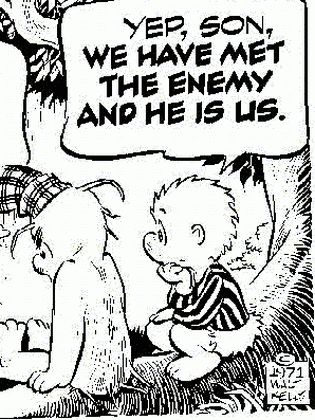 YEP, SON,
WE HAVE MET
THE ENEMY
AND HE IS US.
©
1971
WALT
KELLY